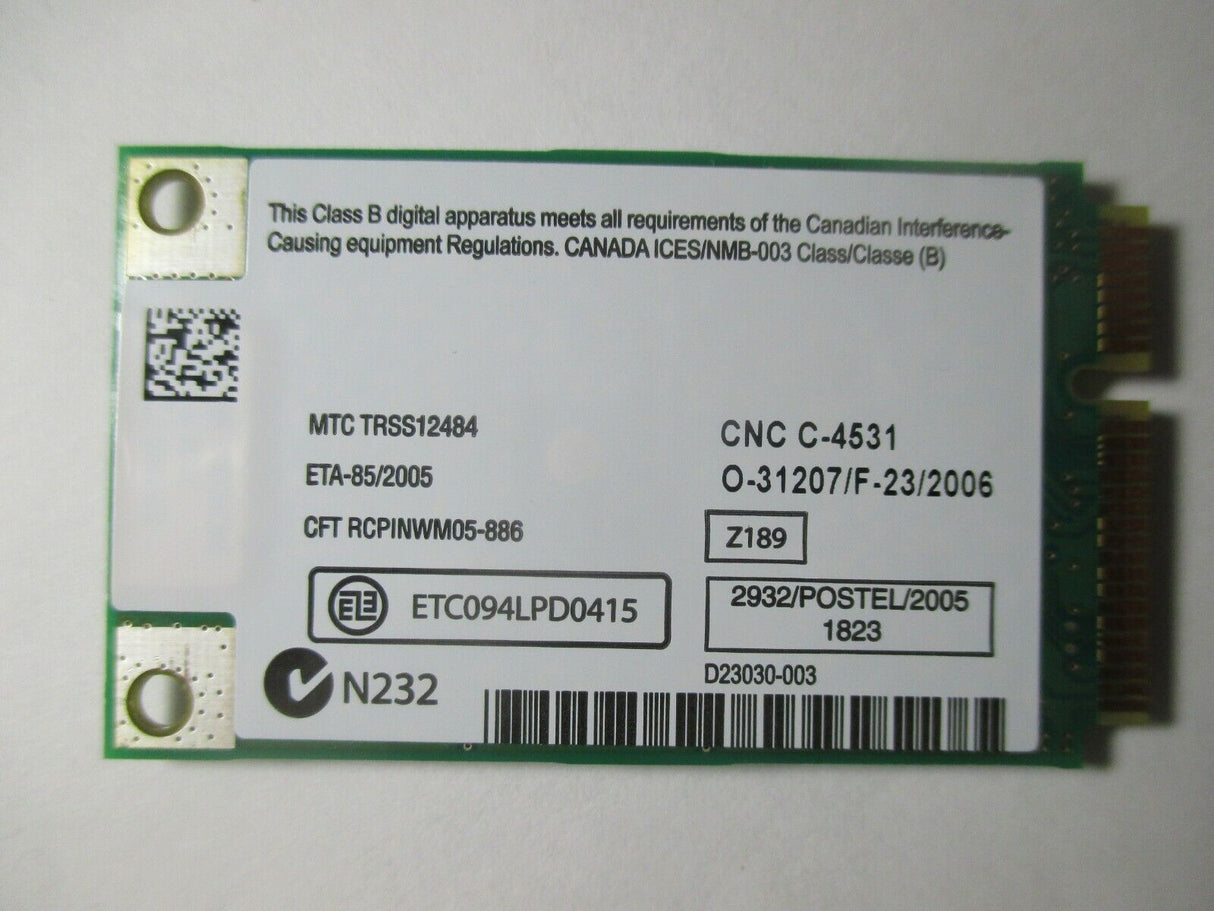 This Class B digital apparatus meets all requirements of the Canadian Interference-
Causing equipment Regulations. CANADA ICES/NMB-003 Class/Classe (B)
MTC TRSS12484
ETA-85/2005
CFT RCPINWM05-886
ETC094LPD0415
N232
CNC C-4531
O-31207/F-23/2006
Z189
2932/POSTEL/2005
1823
D23030-003